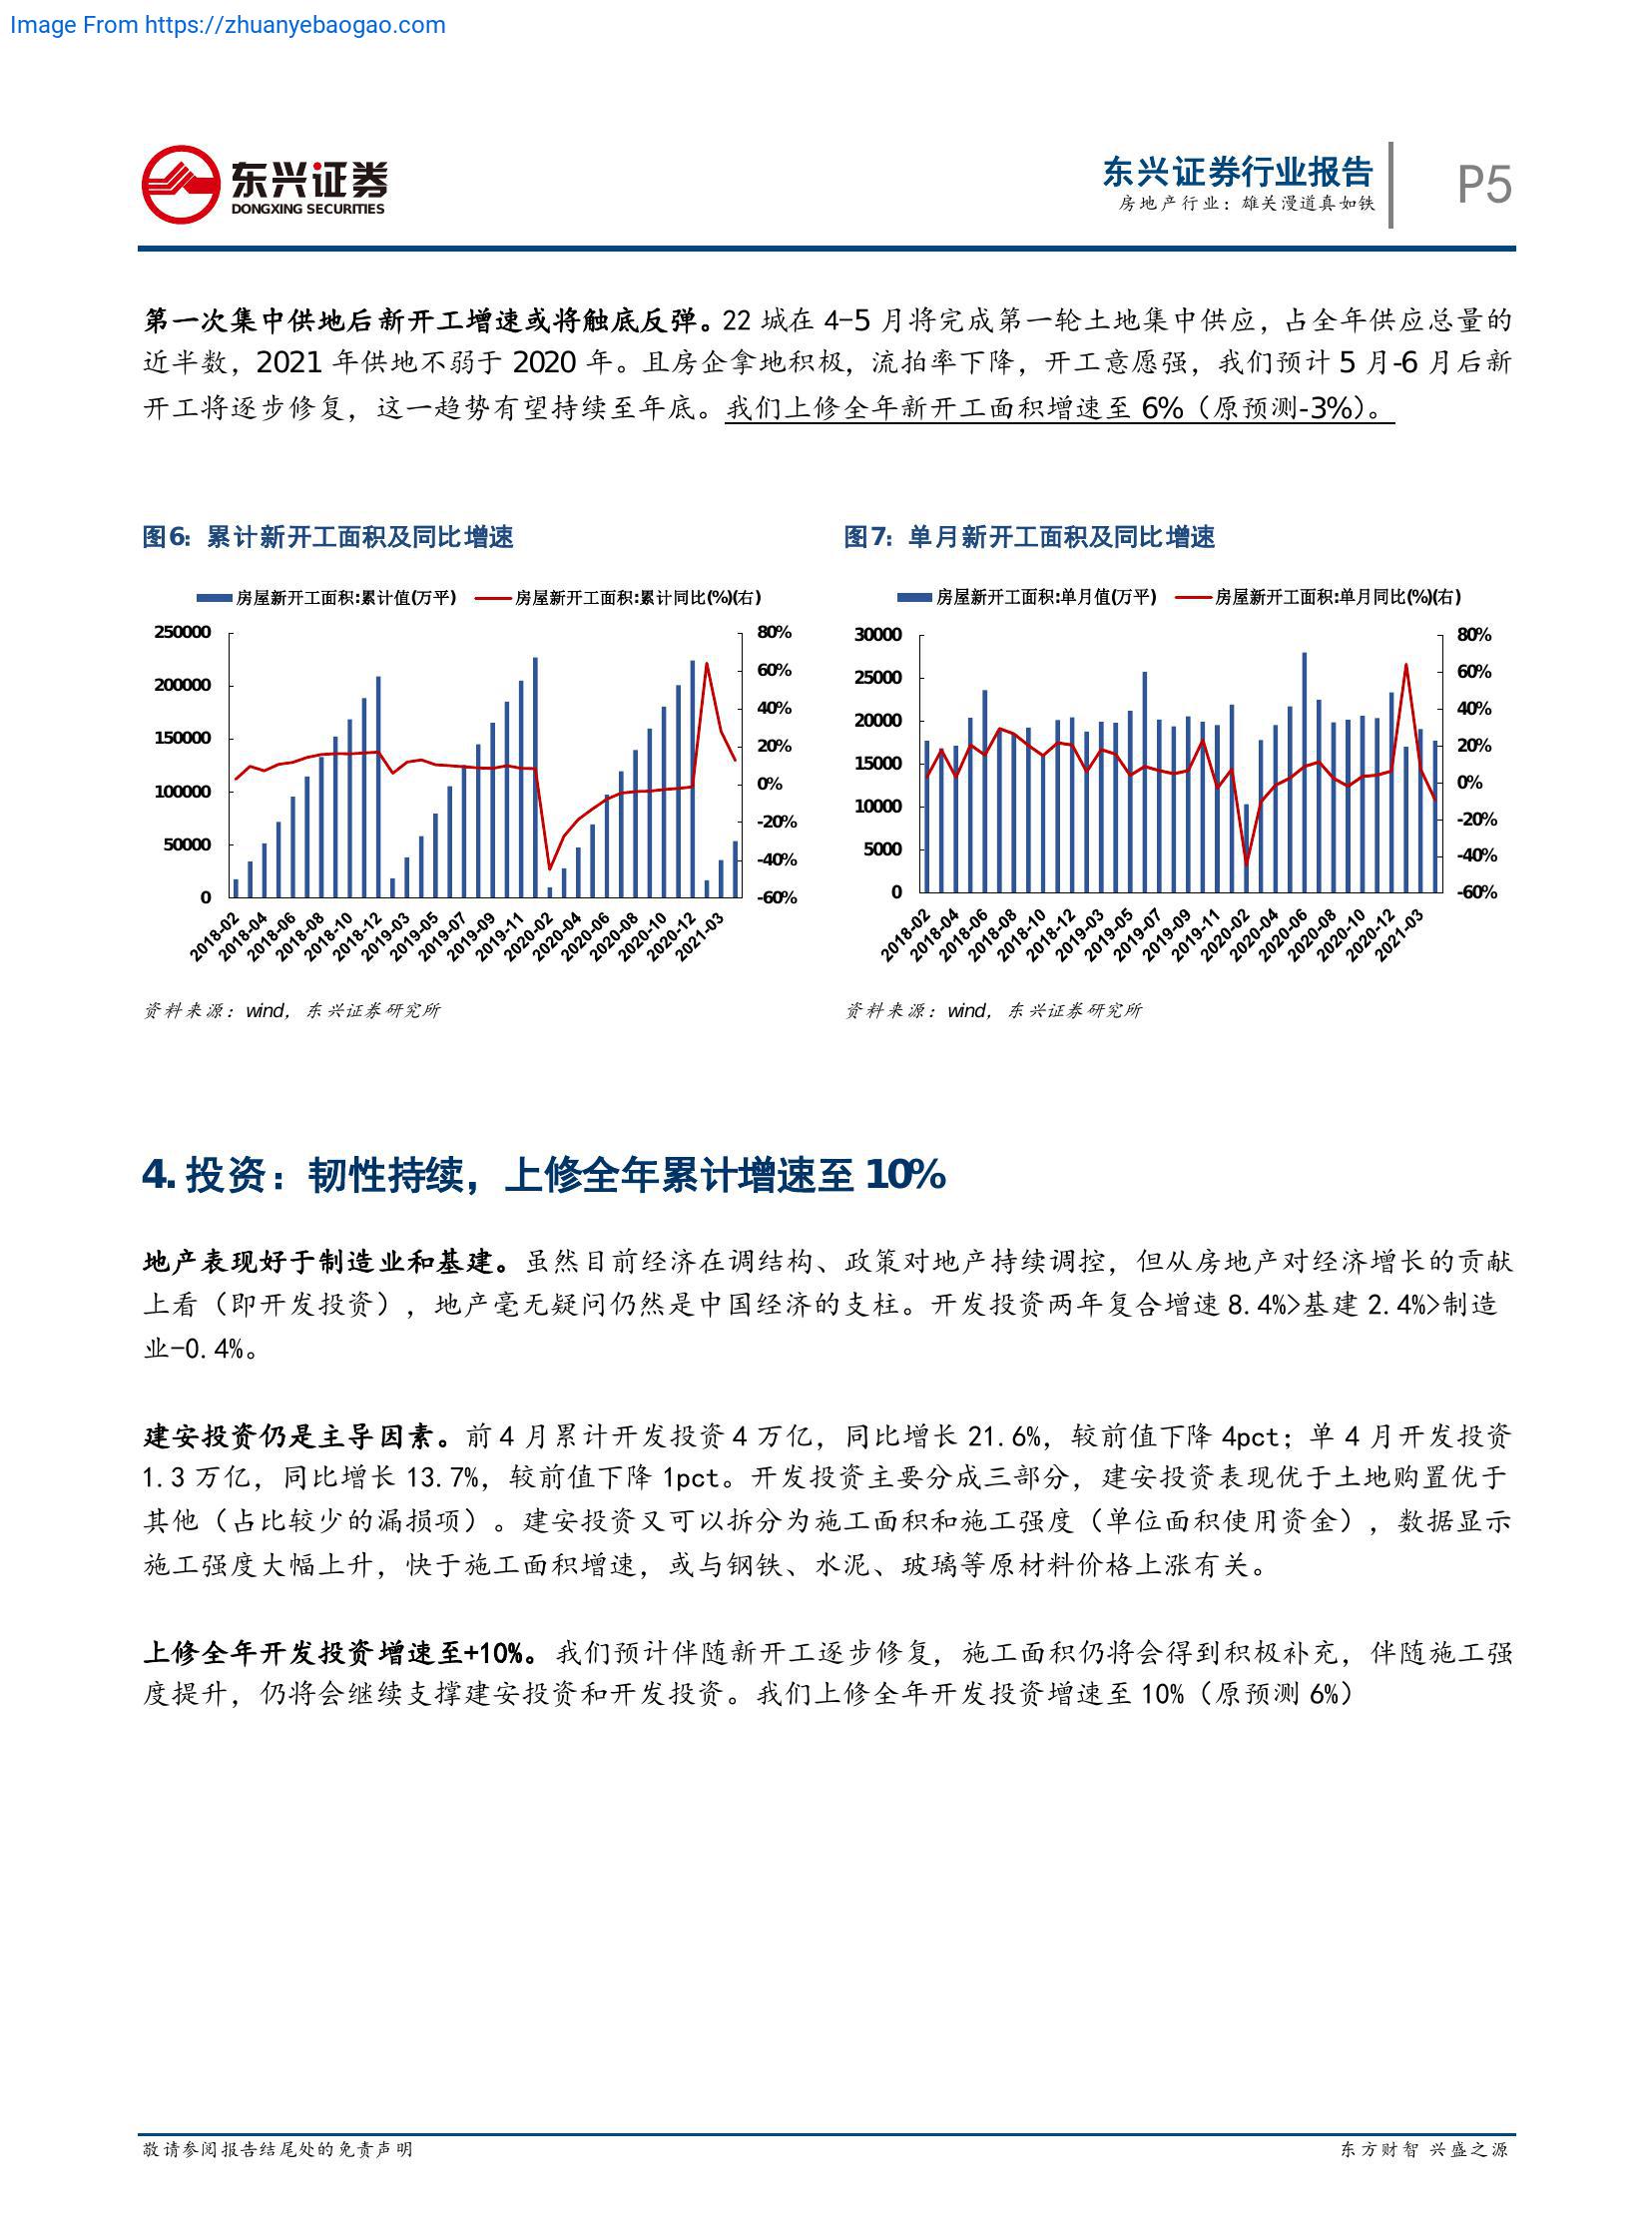 Image From https://zhuanyebaogao.com
东兴证券
DONGXING SECURITIES
东兴证券行业报告
房地产行业：雄关漫道真如铁
P5
第一次集中供地后新开工增速或将触底反弹。22 城在 4-5 月将完成第一轮土地集中供应，占全年供应总量的
近半数，2021 年供地不弱于 2020 年。且房企拿地积极，流拍率下降，开工意愿强，我们预计 5 月-6 月后新
开工将逐步修复，这一趋势有望持续至年底。我们上修全年新开工面积增速至 6%（原预测-3%）。
图6：累计新开工面积及同比增速
房屋新开工面积:累计值(万平) 房屋新开工面积:累计同比(%)(右)
250000
200000
150000
100000
50000
0
80%
60%
40%
20%
0%
-20%
-40%
-60%
2018-02
2018-04
2018-06
2018-08
2018-10
2018-12
2019-03
2019-05
2019-07
2019-09
2019-11
2020-02
2020-04
2020-06
2020-08
2020-10
2020-12
2021-03
资料来源：wind，东兴证券研究所
图7：单月新开工面积及同比增速
房屋新开工面积:单月值(万平) 房屋新开工面积:单月同比(%)(右)
30000
25000
20000
15000
10000
5000
0
80%
60%
40%
20%
0%
-20%
-40%
-60%
2018-02
2018-04
2018-06
2018-08
2018-10
2018-12
2019-03
2019-05
2019-07
2019-09
2019-11
2020-02
2020-04
2020-06
2020-08
2020-10
2020-12
2021-03
资料来源：wind，东兴证券研究所
4. 投资：韧性持续，上修全年累计增速至 10%
地产表现好于制造业和基建。虽然目前经济在调结构、政策对地产持续调控，但从房地产对经济增长的贡献
上看（即开发投资），地产毫无疑问仍然是中国经济的支柱。开发投资两年复合增速 8.4%>基建 2.4%>制造
业-0.4%。
建安投资仍是主导因素。前 4 月累计开发投资 4 万亿，同比增长 21.6%，较前值下降 4pct；单 4 月开发投资
1.3 万亿，同比增长 13.7%，较前值下降 1pct。开发投资主要分成三部分，建安投资表现优于土地购置优于
其他（占比较少的漏损项）。建安投资又可以拆分为施工面积和施工强度（单位面积使用资金），数据显示
施工强度大幅上升，快于施工面积增速，或与钢铁、水泥、玻璃等原材料价格上涨有关。
上修全年开发投资增速至+10%。我们预计伴随新开工逐步修复，施工面积仍将会得到积极补充，伴随施工强
度提升，仍将会继续支撑建安投资和开发投资。我们上修全年开发投资增速至 10%（原预测 6%）
敬请参阅报告结尾处的免责声明
东方财智 兴盛之源